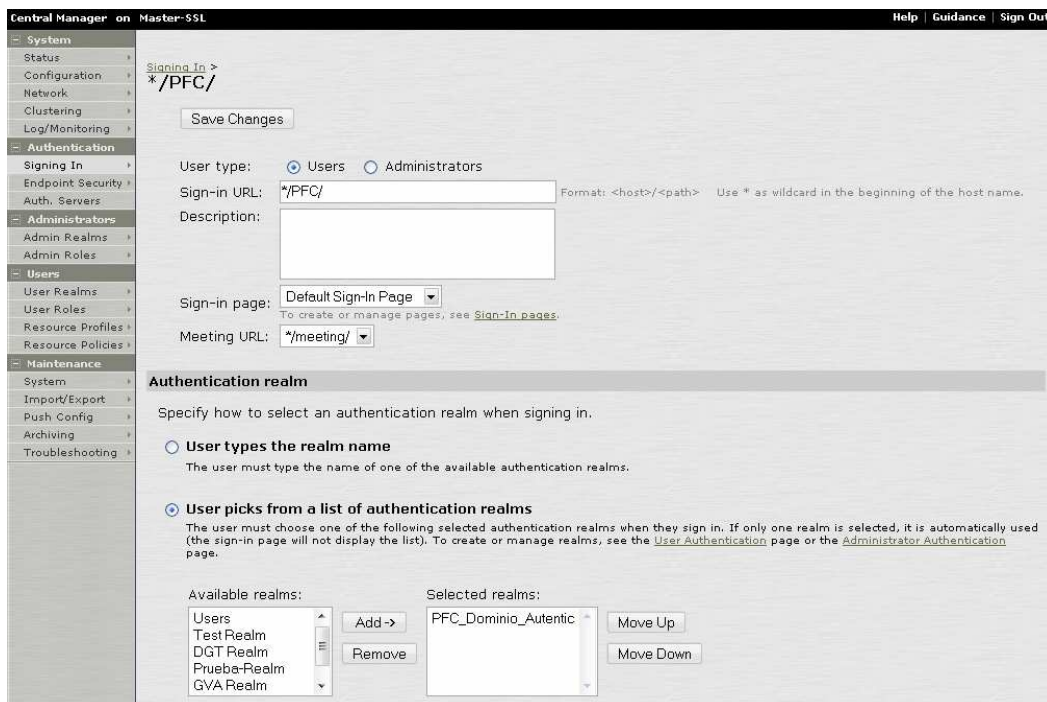 Central Manager on Master-SSL
Help | Guidance | Sign Out
System
Status
Configuration
Network
Clustering
Log/Monitoring
Authentication
Signing In
Endpoint Security
Auth. Servers
Administrators
Admin Realms
Admin Roles
Users
User Realms
User Roles
Resource Profiles
Resource Policies
Maintenance
System
Import/Export
Push Config
Archiving
Troubleshooting
Signing In >
*/PFC/
Save Changes
User type: Users Administrators
Sign-in URL: */PFC/ Format: <host>/<path> Use * as wildcard in the beginning of the host name.
Description:
Sign-in page: Default Sign-In Page
To create or manage pages, see Sign-In pages.
Meeting URL: */meeting/
Authentication realm
Specify how to select an authentication realm when signing in.
User types the realm name
The user must type the name of one of the available authentication realms.
User picks from a list of authentication realms
The user must choose one of the following selected authentication realms when they sign in. If only one realm is selected, it is automatically used
(the sign-in page will not display the list). To create or manage realms, see the User Authentication page or the Administrator Authentication
page.
Available realms: Selected realms:
Users
Test Realm
DGT Realm
Prueba-Realm
GVA Realm
Add ->
Remove
PFC_Dominio_Autentic
Move Up
Move Down